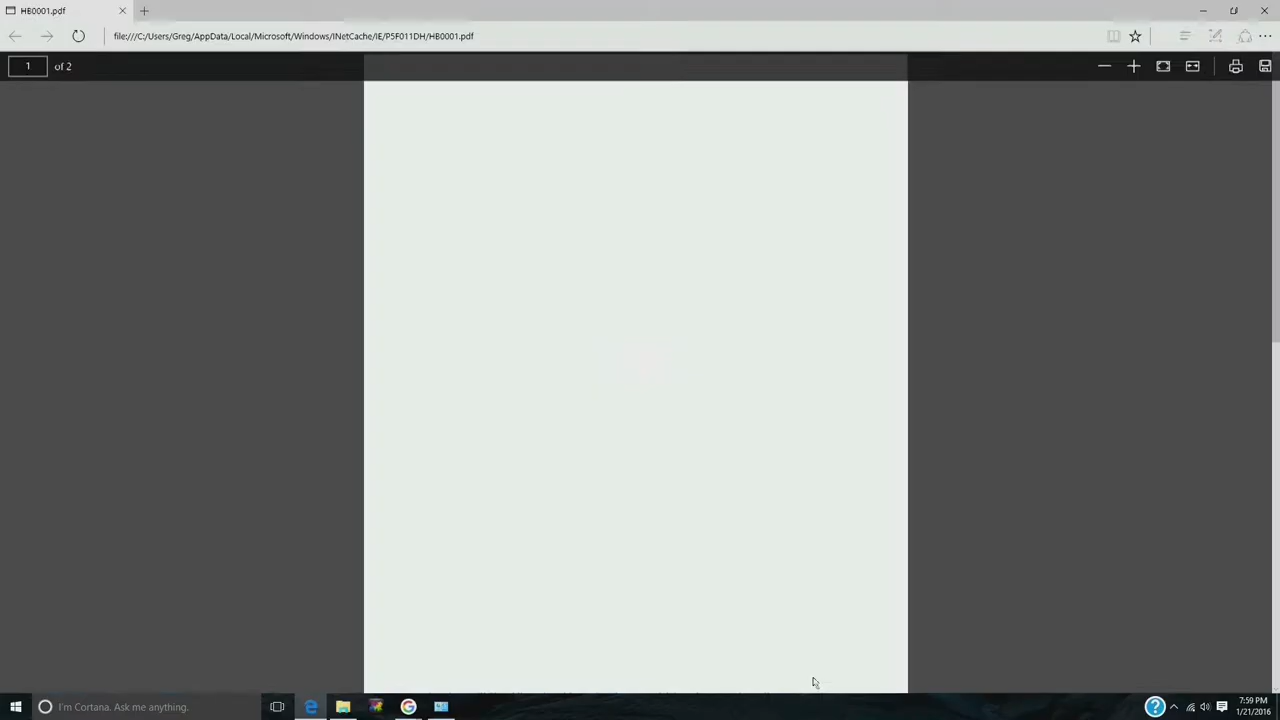 HB0001.pdf
file:///C:/Users/Greg/AppData/Local/Microsoft/Windows/INetCache/IE/P5F011DH/HB0001.pdf
1 of 2
I'm Cortana. Ask me anything.
7:59 PM
1/21/2016